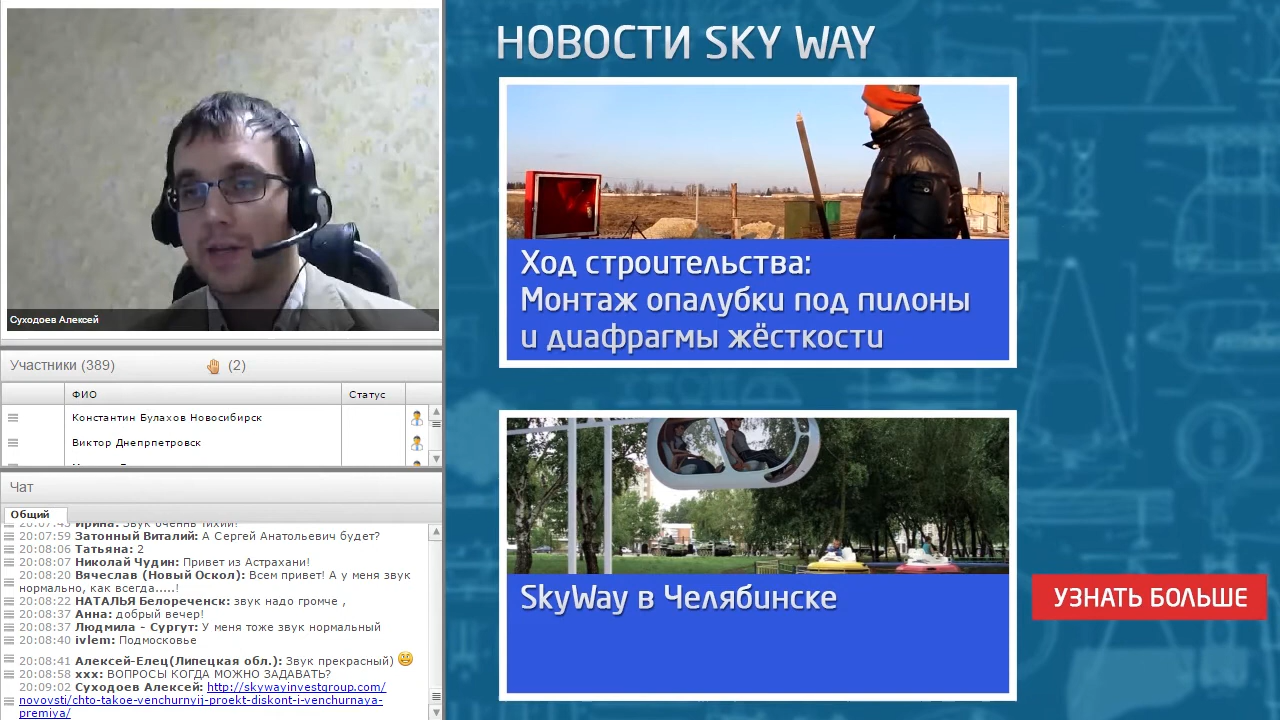 Суходоев Алексей
Участники (389)
(2)
ФИО
Статус
Константин Булахов Новосибирск
Виктор Днепрпетровск
Чат
Общий
20:07:43 Ирина: Звук оченнь тихий!
20:07:59 Затонный Виталий: А Сергей Анатольевич будет?
20:08:06 Татьяна: 2
20:08:07 Николай Чудин: Привет из Астрахани!
20:08:20 Вячеслав (Новый Оскол): Всем привет! А у меня звук
нормально, как всегда.....!
20:08:22 НАТАЛЬЯ Белореченск: звук надо громче ,
20:08:37 Анна: добрый вечер!
20:08:37 Людмила - Сургут: У меня тоже звук нормальный
20:08:40 ivlem: Подмосковье
20:08:41 Алексей-Елец(Липецкая обл.): Звук прекрасный)
20:08:58 xxx: ВОПРОСЫ КОГДА МОЖНО ЗАДАВАТЬ?
20:09:02 Суходоев Алексей: http://skywayinvestgroup.com/
novovsti/chto-takoe-venchurnyij-proekt-diskont-i-venchurnaya-
premiya/
НОВОСТИ SKY WAY
Ход строительства:
Монтаж опалубки под пилоны
и диафрагмы жёсткости
SkyWay в Челябинске
УЗНАТЬ БОЛЬШЕ